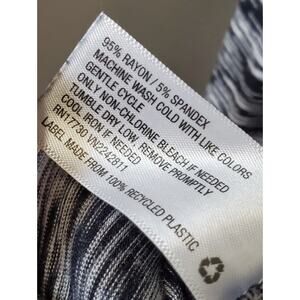 95% RAYON / 5% SPANDEX
MACHINE WASH COLD WITH LIKE COLORS
GENTLE CYCLE
ONLY NON-CHLORINE BLEACH IF NEEDED
TUMBLE DRY LOW, REMOVE PROMPTLY
COOL IRON IF NEEDED
RN17730 VN2242811
LABEL MADE FROM 100% RECYCLED PLASTIC